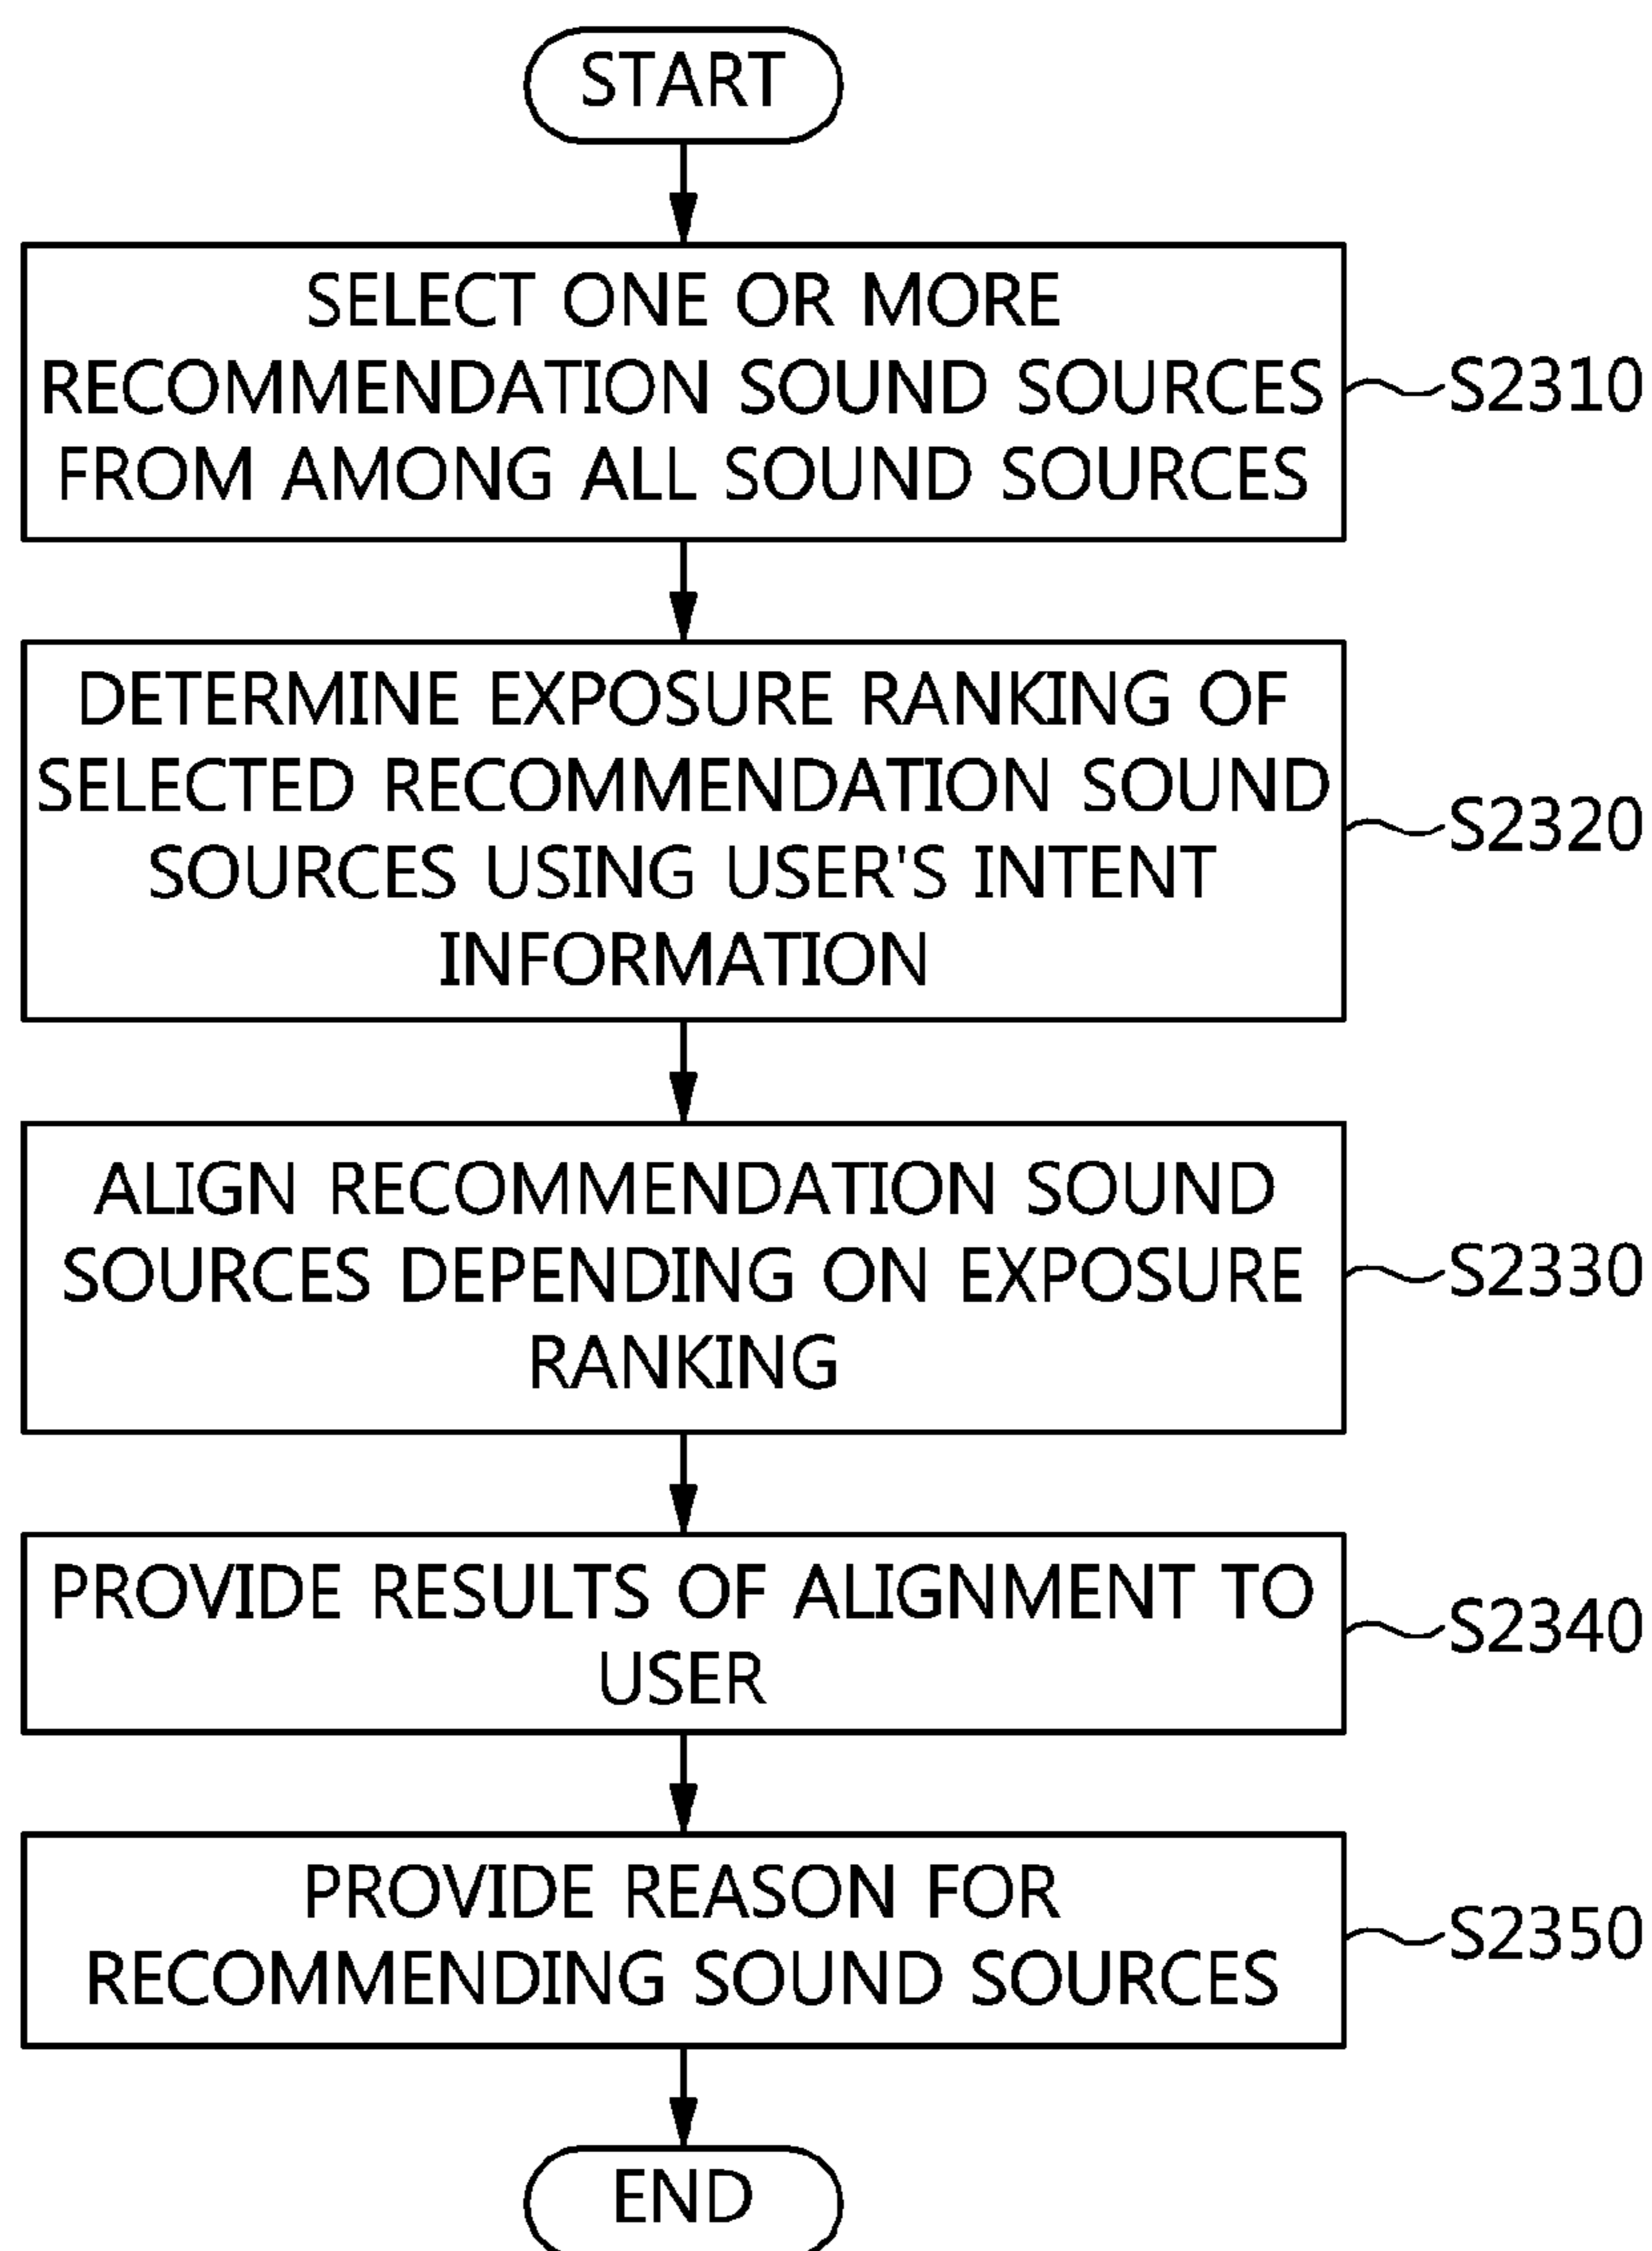 START
SELECT ONE OR MORE
RECOMMENDATION SOUND SOURCES
FROM AMONG ALL SOUND SOURCES
S2310
DETERMINE EXPOSURE RANKING OF
SELECTED RECOMMENDATION SOUND
SOURCES USING USER'S INTENT
INFORMATION
S2320
ALIGN RECOMMENDATION SOUND
SOURCES DEPENDING ON EXPOSURE
RANKING
S2330
PROVIDE RESULTS OF ALIGNMENT TO
USER
S2340
PROVIDE REASON FOR
RECOMMENDING SOUND SOURCES
S2350
END